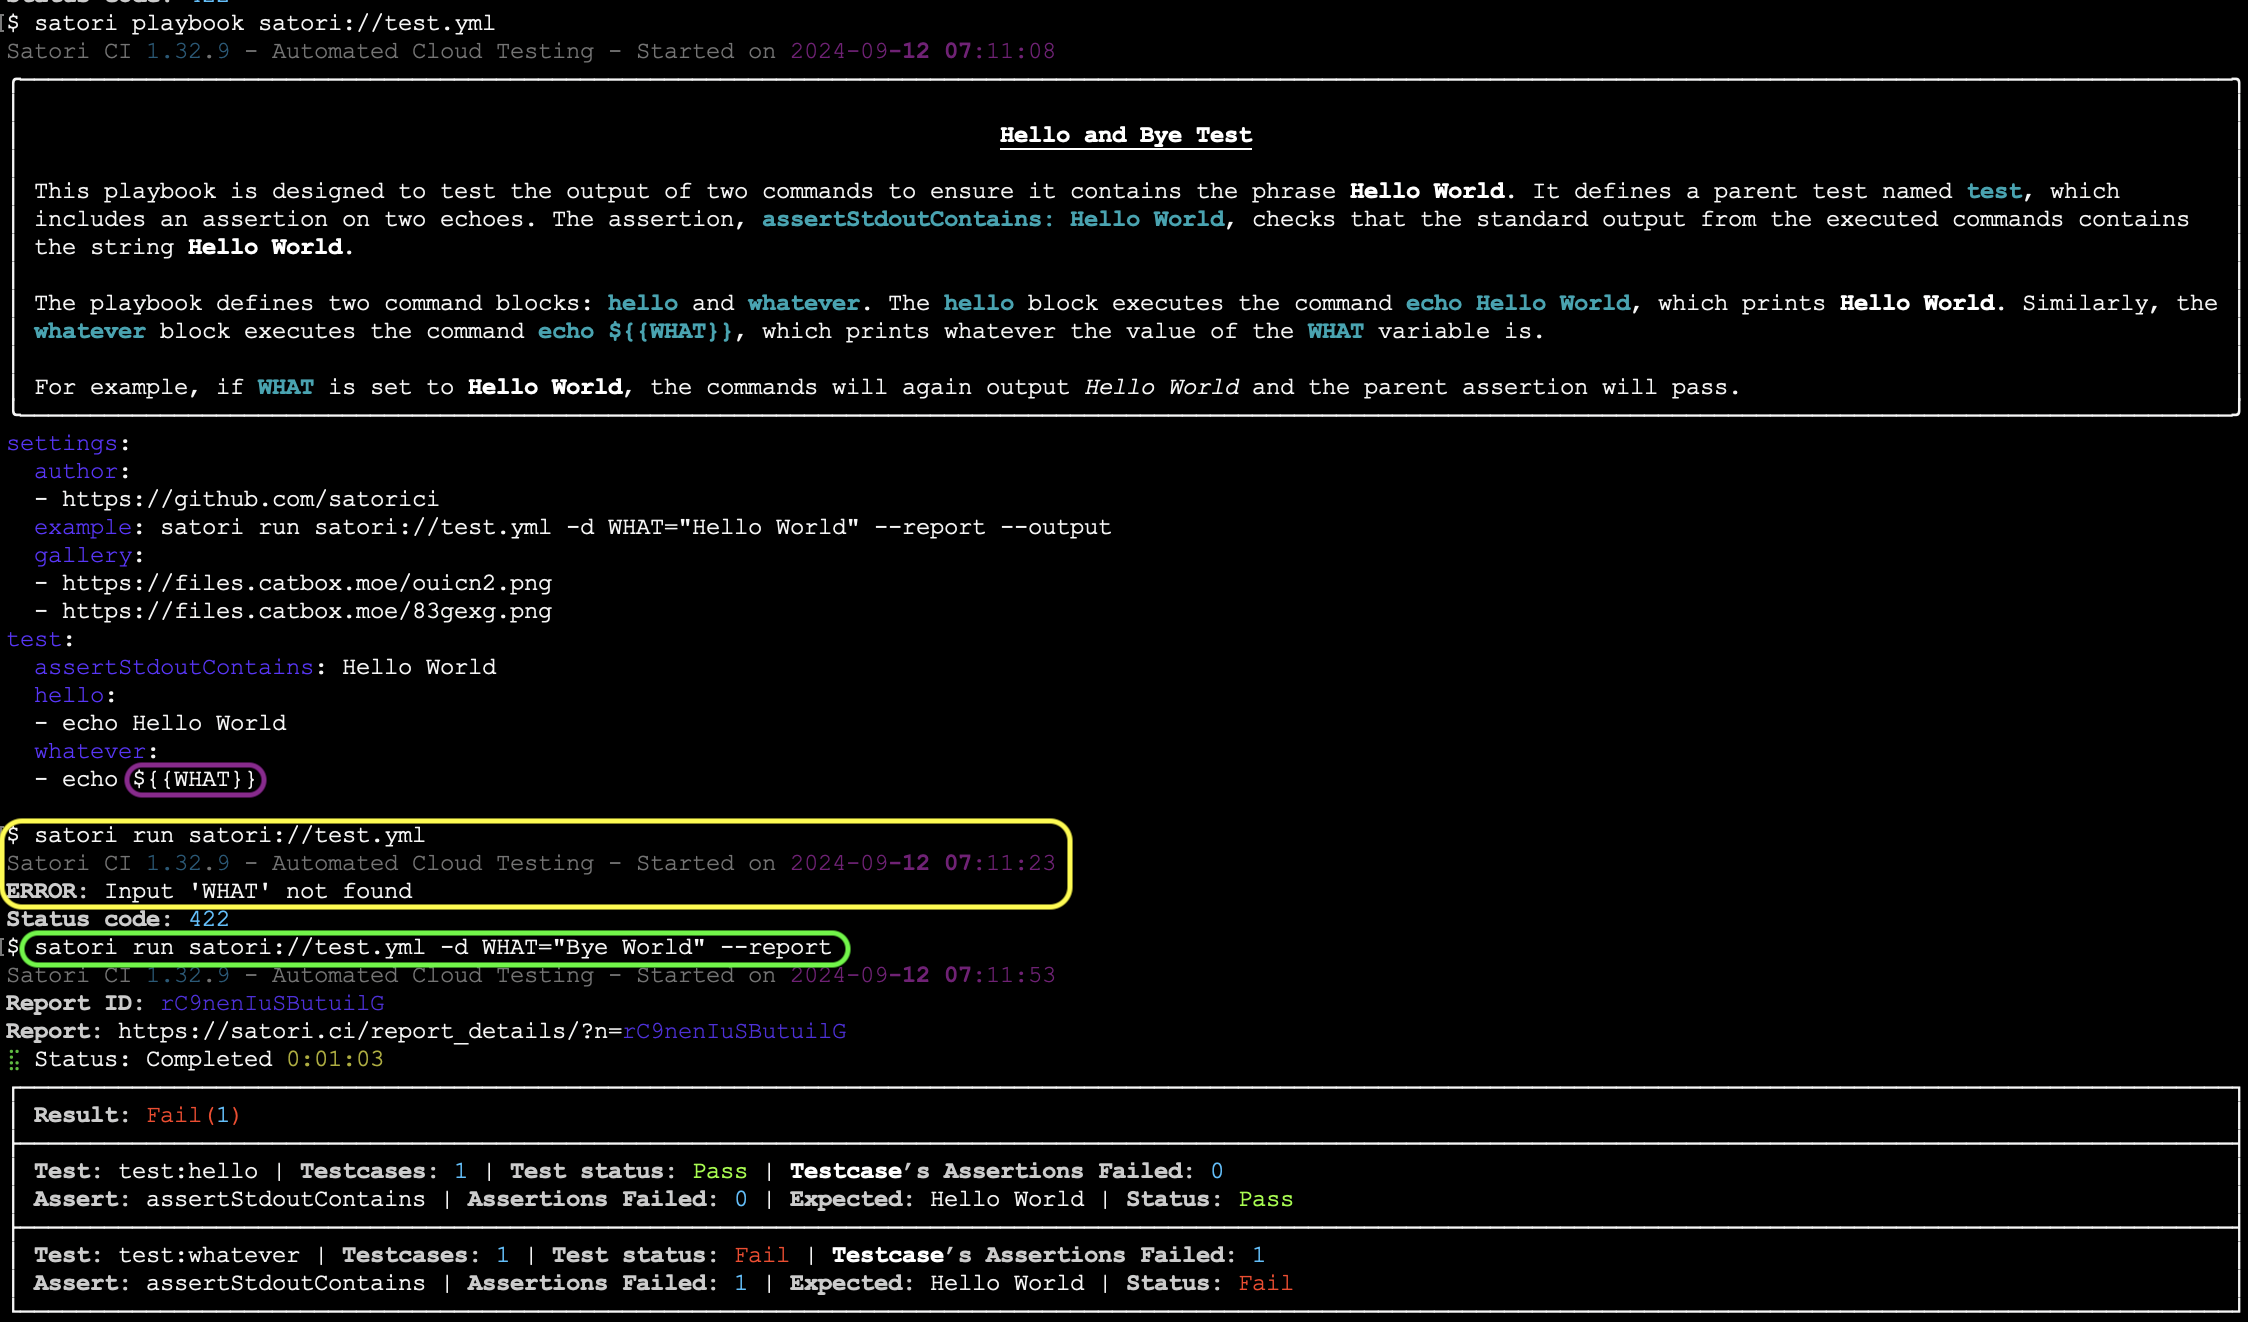 Status code: 422
$ satori playbook satori://test.yml
Satori CI 1.32.9 - Automated Cloud Testing - Started on 2024-09-12 07:11:08
Hello and Bye Test
This playbook is designed to test the output of two commands to ensure it contains the phrase Hello World. It defines a parent test named test, which
includes an assertion on two echoes. The assertion, assertStdoutContains: Hello World, checks that the standard output from the executed commands contains
the string Hello World.
The playbook defines two command blocks: hello and whatever. The hello block executes the command echo Hello World, which prints Hello World. Similarly, the
whatever block executes the command echo ${{WHAT}}, which prints whatever the value of the WHAT variable is.
For example, if WHAT is set to Hello World, the commands will again output Hello World and the parent assertion will pass.
settings:
  author:
  - https://github.com/satorici
  example: satori run satori://test.yml -d WHAT="Hello World" --report --output
  gallery:
  - https://files.catbox.moe/ouicn2.png
  - https://files.catbox.moe/83gexg.png
test:
  assertStdoutContains: Hello World
  hello:
  - echo Hello World
  whatever:
  - echo ${{WHAT}}
$ satori run satori://test.yml
Satori CI 1.32.9 - Automated Cloud Testing - Started on 2024-09-12 07:11:23
ERROR: Input 'WHAT' not found
Status code: 422
$ satori run satori://test.yml -d WHAT="Bye World" --report
Satori CI 1.32.9 - Automated Cloud Testing - Started on 2024-09-12 07:11:53
Report ID: rC9nenIuSButuilG
Report: https://satori.ci/report_details/?n=rC9nenIuSButuilG
Status: Completed 0:01:03
Result: Fail(1)
Test: test:hello | Testcases: 1 | Test status: Pass | Testcase’s Assertions Failed: 0
Assert: assertStdoutContains | Assertions Failed: 0 | Expected: Hello World | Status: Pass
Test: test:whatever | Testcases: 1 | Test status: Fail | Testcase’s Assertions Failed: 1
Assert: assertStdoutContains | Assertions Failed: 1 | Expected: Hello World | Status: Fail